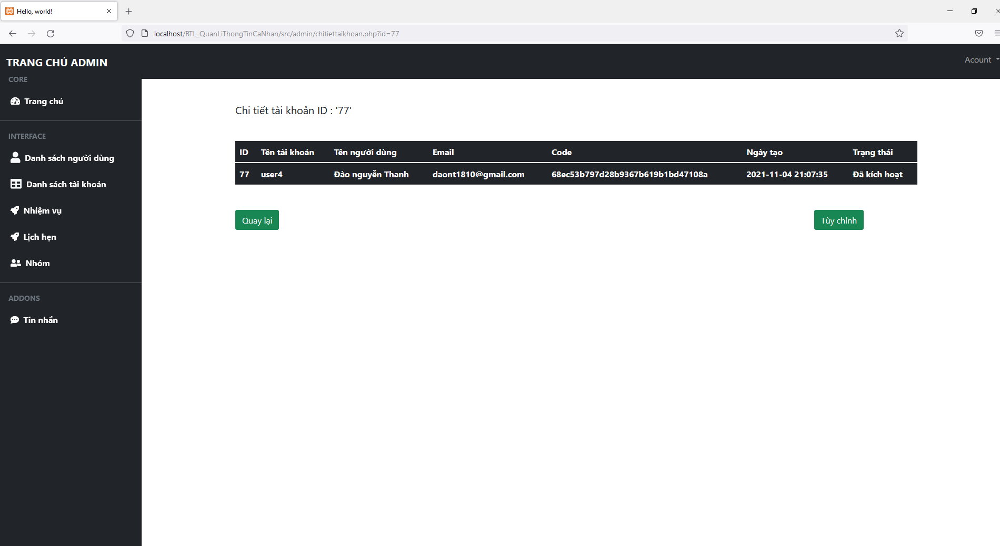 Hello, world!
localhost/BTL_QuanLiThongTinCaNhan/src/admin/chitiettaikhoan.php?id=77
TRANG CHỦ ADMIN
Acount
CORE
Trang chủ
INTERFACE
Danh sách người dùng
Danh sách tài khoản
Nhiệm vụ
Lịch hẹn
Nhóm
ADDONS
Tin nhắn
Chi tiết tài khoản ID : '77'
ID Tên tài khoản Tên người dùng Email Code Ngày tạo Trạng thái
77 user4 Đào nguyễn Thanh daont1810@gmail.com 68ec53b797d28b9367b619b1bd47108a 2021-11-04 21:07:35 Đã kích hoạt
Quay lại Tùy chỉnh